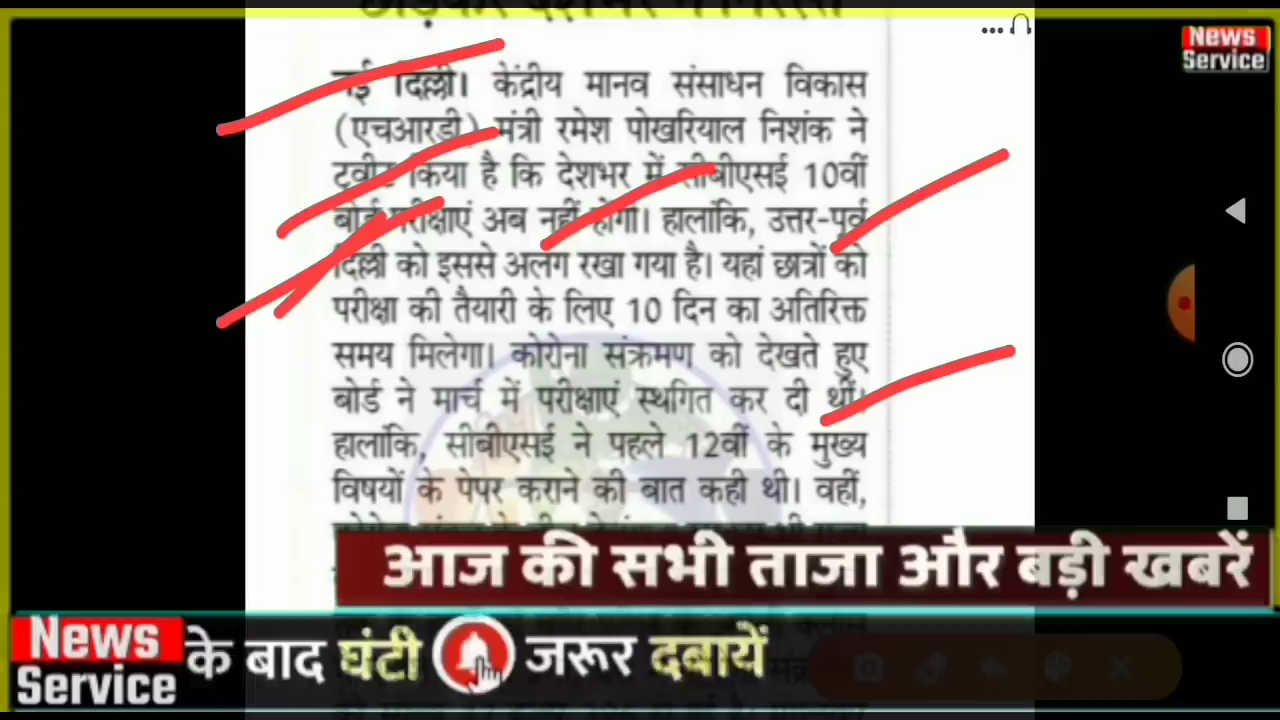 News
Service
नई दिल्ली। केंद्रीय मानव संसाधन विकास
(एचआरडी) मंत्री रमेश पोखरियाल निशंक ने
ट्वीट किया है कि देशभर में सीबीएसई 10वीं
बोर्ड परीक्षाएं अब नहीं होंगी। हालांकि, उत्तर-पूर्व
दिल्ली को इससे अलग रखा गया है। यहां छात्रों को
परीक्षा की तैयारी के लिए 10 दिन का अतिरिक्त
समय मिलेगा। कोरोना संक्रमण को देखते हुए
बोर्ड ने मार्च में परीक्षाएं स्थगित कर दी थीं।
हालांकि, सीबीएसई ने पहले 12वीं के मुख्य
विषयों के पेपर कराने की बात कही थी। वहीं,
आज की सभी ताजा और बड़ी खबरें
News
Service
के बाद घंटी जरूर दबायें